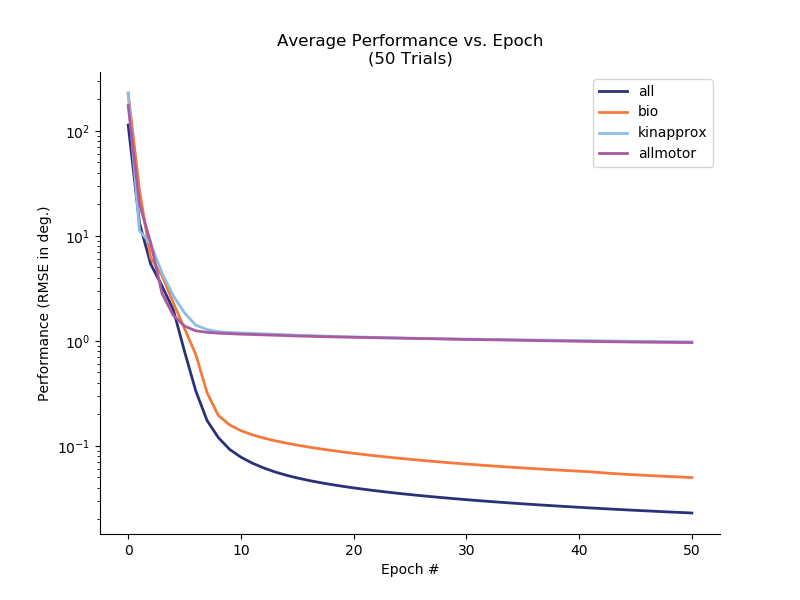 Average Performance vs. Epoch
(50 Trials)
all
bio
kinapprox
allmotor
Performance (RMSE in deg.)
10²
10¹
10⁰
10⁻¹
0 10 20 30 40 50
Epoch #